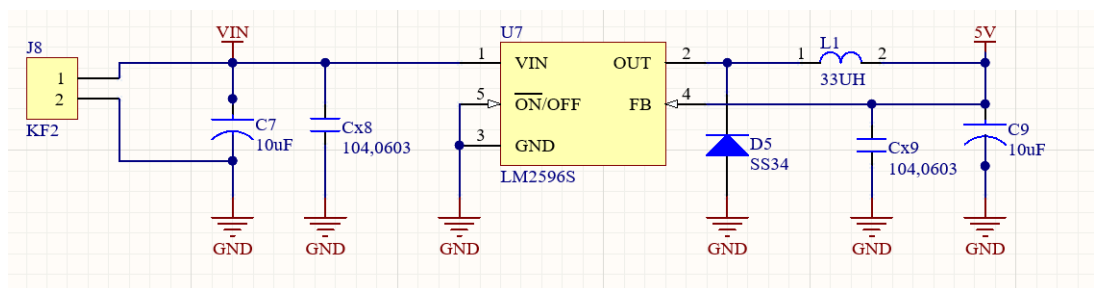 J8
1
2
KF2
VIN
C7
10uF
GND
Cx8
104,0603
GND
U7
1
VIN
OUT
2
5
ON/OFF
FB
4
3
GND
LM2596S
GND
D5
SS34
GND
1
L1
2
33UH
5V
Cx9
104,0603
GND
C9
10uF
GND